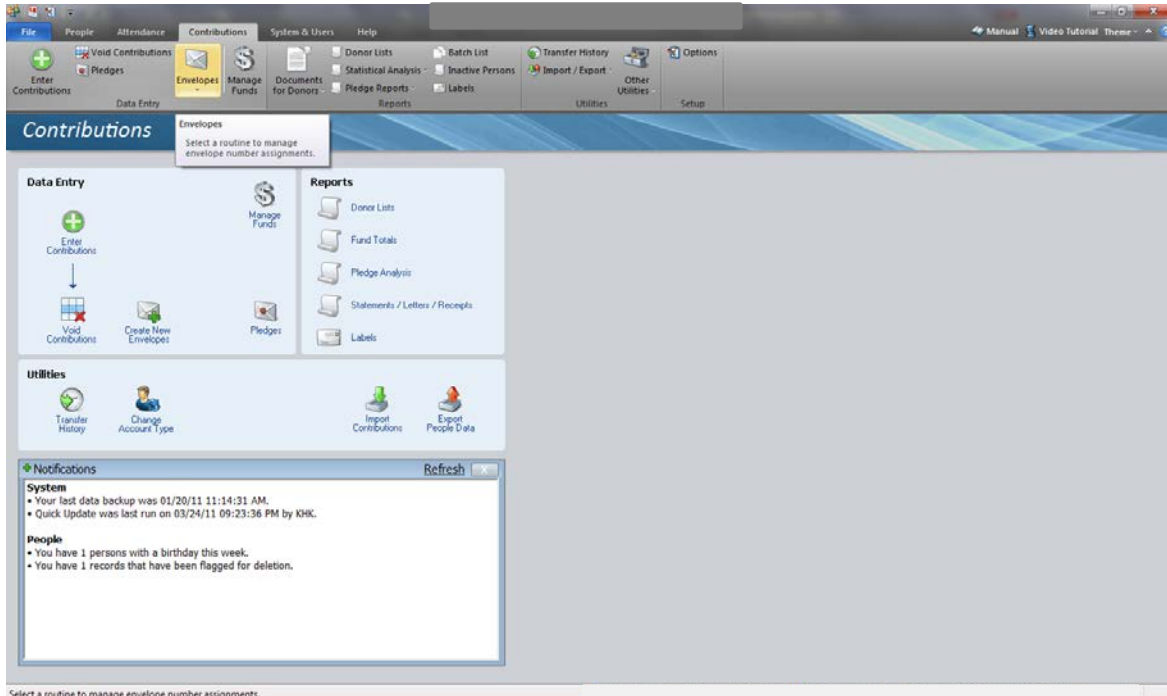 File People Attendance Contributions System & Users Help Manual Video Tutorial Theme
Enter Contributions
Void Contributions
Pledges
Envelopes
Manage Funds
Documents for Donors
Donor Lists
Statistical Analysis
Pledge Reports
Batch List
Inactive Persons
Labels
Transfer History
Import / Export
Other Utilities
Options
Data Entry Reports Utilities Setup
Contributions
Envelopes
Select a routine to manage
envelope number assignments.
Data Entry
Manage
Funds
Enter
Contributions
Void
Contributions
Create New
Envelopes
Pledges
Reports
Donor Lists
Fund Totals
Pledge Analysis
Statements / Letters / Receipts
Labels
Utilities
Transfer
History
Change
Account Type
Import
Contributions
Export
People Data
Notifications Refresh
System
• Your last data backup was 01/20/11 11:14:31 AM.
• Quick Update was last run on 03/24/11 09:23:36 PM by KHK.
People
• You have 1 persons with a birthday this week.
• You have 1 records that have been flagged for deletion.
Select a routine to manage envelope number assignments.